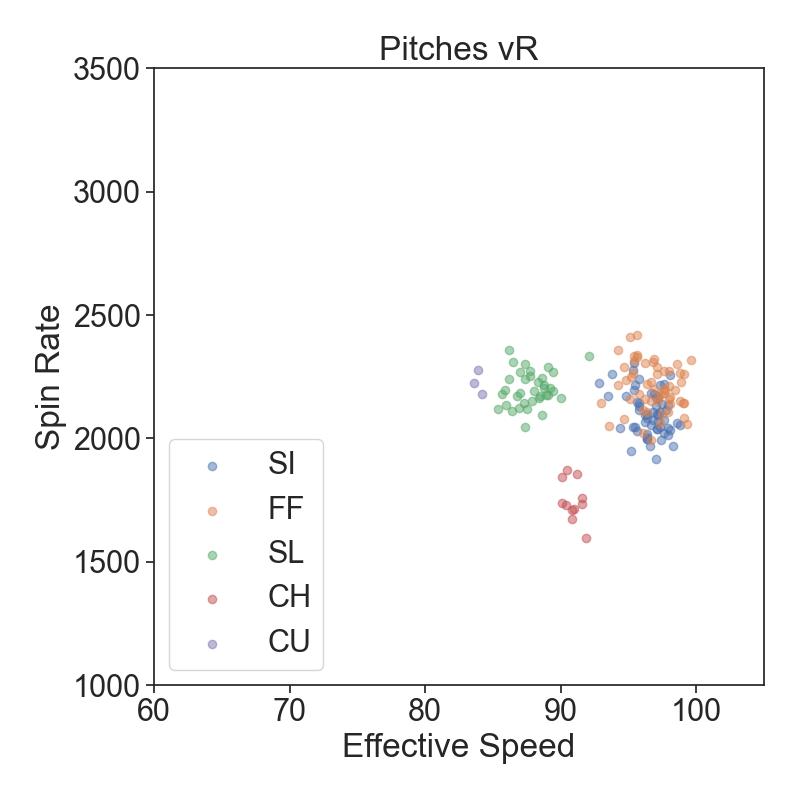 Pitches vR
3500
3000
2500
2000
1500
1000
Spin Rate
SI
FF
SL
CH
CU
60 70 80 90 100
Effective Speed